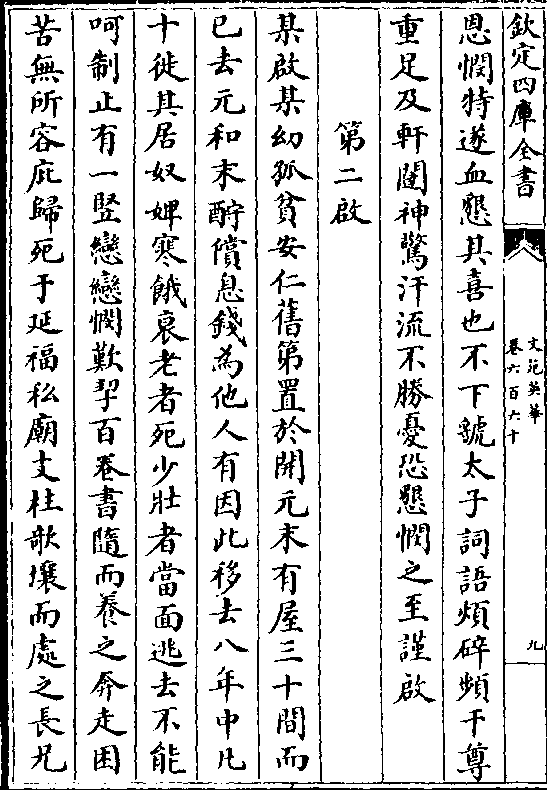 欽定四庫全書
文苑英華
卷六百六十
九
恩憫特遂血懇其喜也不下虢太子詞語煩碎頻干尊
重足及軒闥神驚汗流不勝憂恐懇憫之至謹啟
第二啟
某啟某幼孤貧安仁舊第置於開元末有屋三十間而
已去元和末酧償息錢為他人有因此移去八年中凡
十徙其居奴婢寒餓衰老者死少壯者當面逃去不能
呵制止有一竪戀戀憫歎挈百卷書隨而養之奔走困
苦無所容庇歸死于延福私廟支柱欹壞而處之長兄